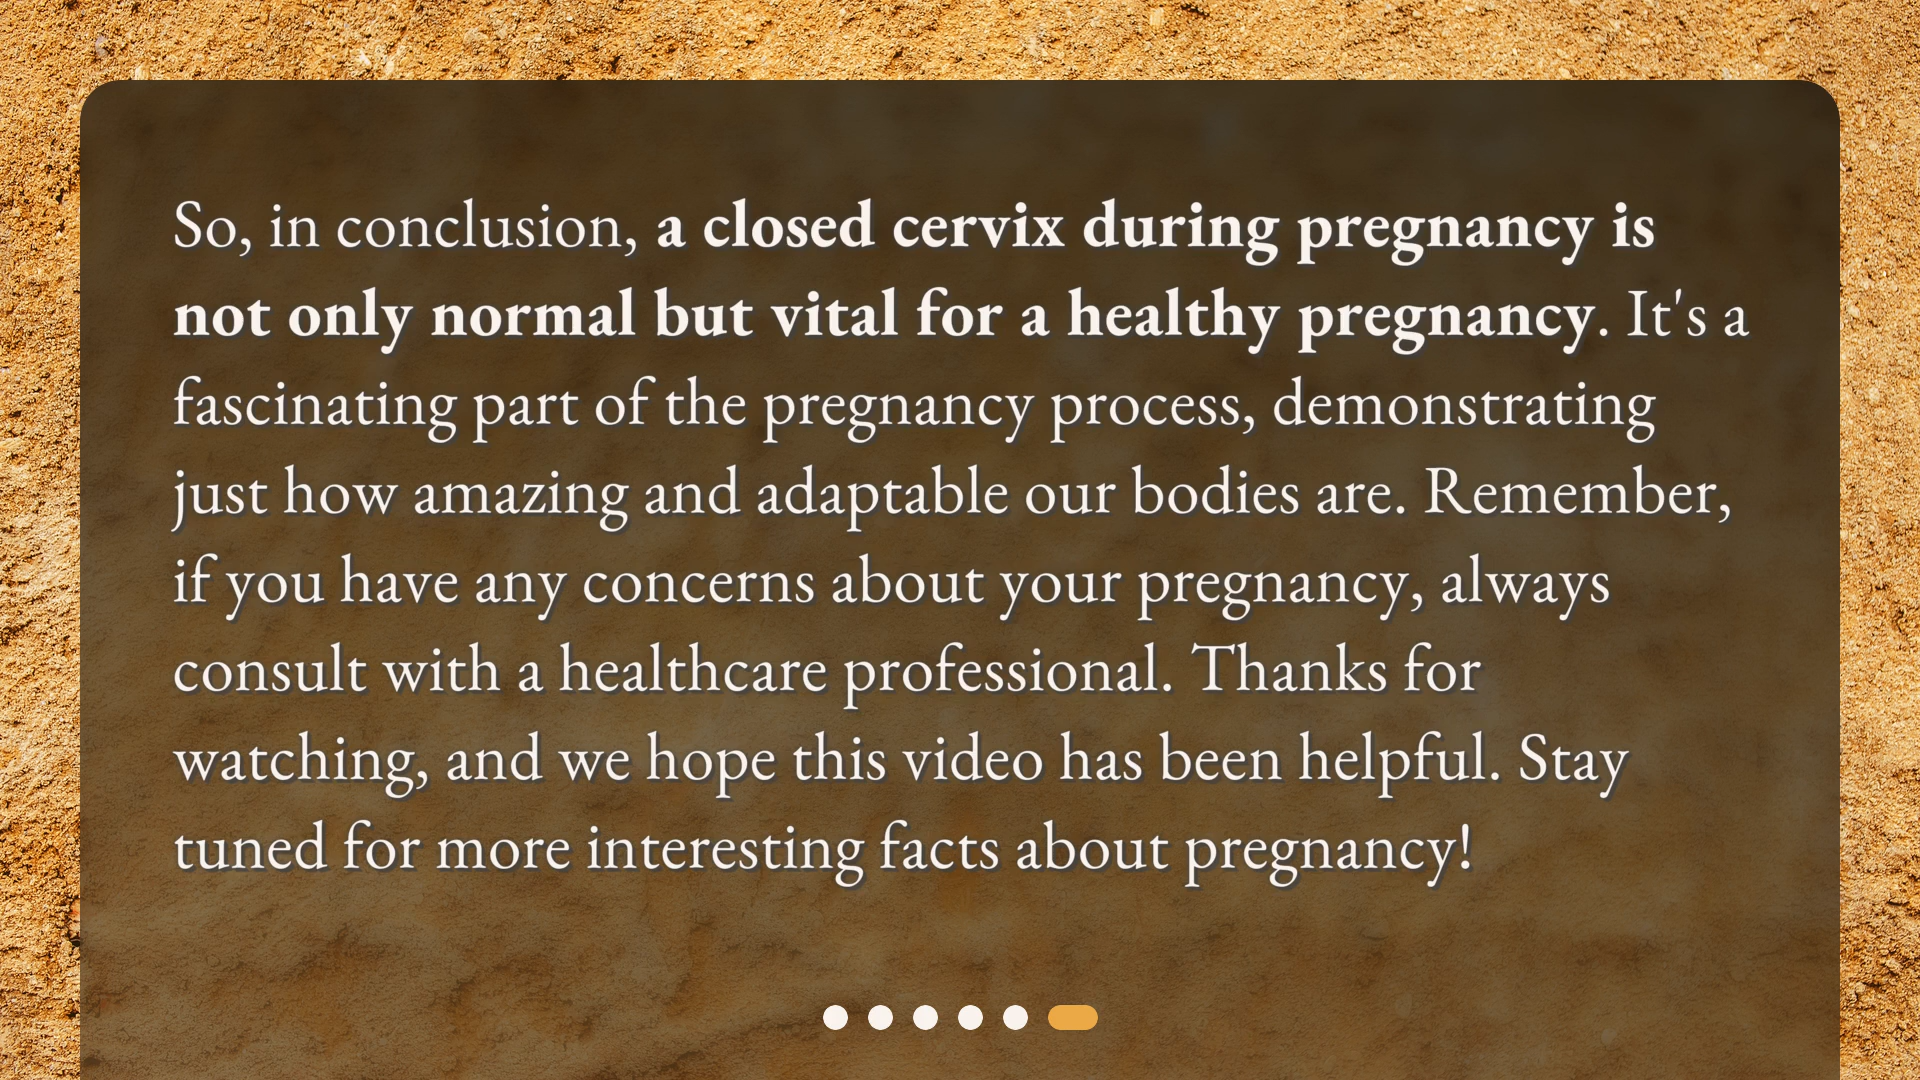 So, in conclusion, a closed cervix during pregnancy is
not only normal but vital for a healthy pregnancy. It's a
fascinating part of the pregnancy process, demonstrating
just how amazing and adaptable our bodies are. Remember,
if you have any concerns about your pregnancy, always
consult with a healthcare professional. Thanks for
watching, and we hope this video has been helpful. Stay
tuned for more interesting facts about pregnancy!